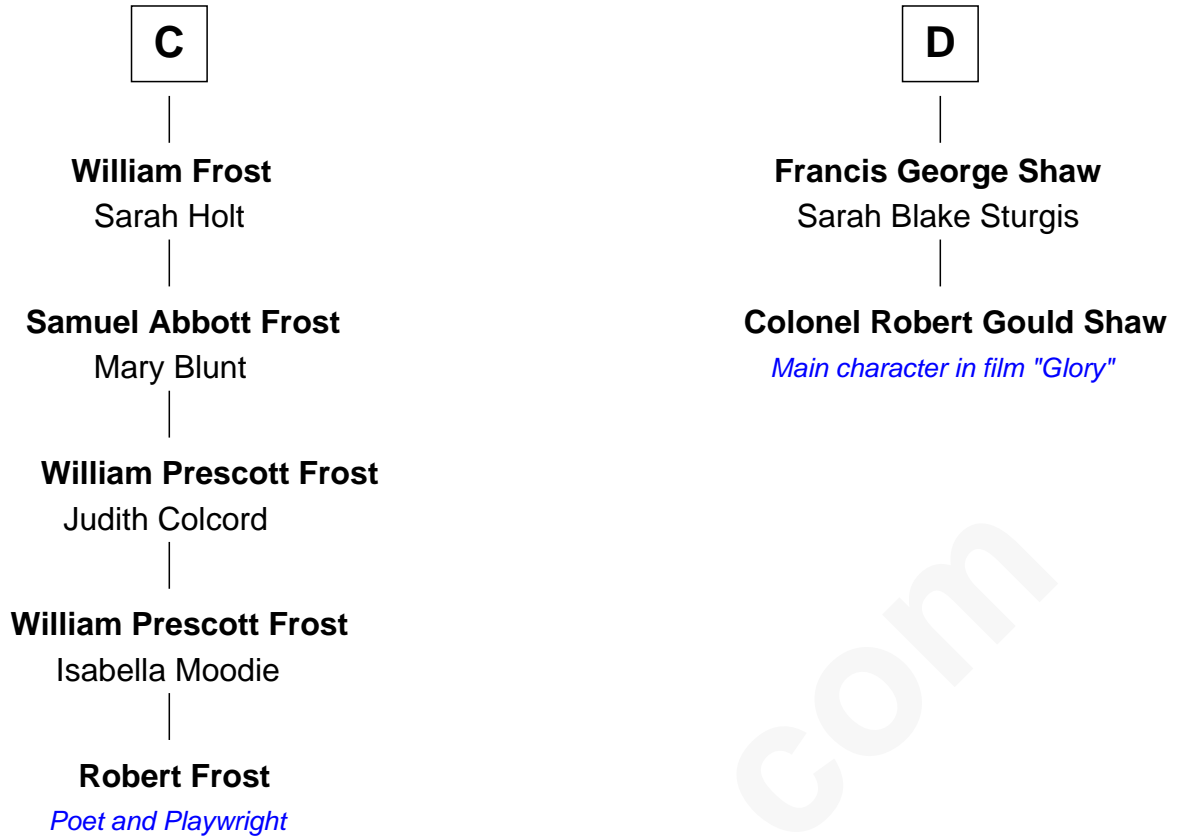 C
William Frost
Sarah Holt
Samuel Abbott Frost
Mary Blunt
William Prescott Frost
Judith Colcord
William Prescott Frost
Isabella Moodie
Robert Frost
Poet and Playwright
D
Francis George Shaw
Sarah Blake Sturgis
Colonel Robert Gould Shaw
Main character in film "Glory"
com